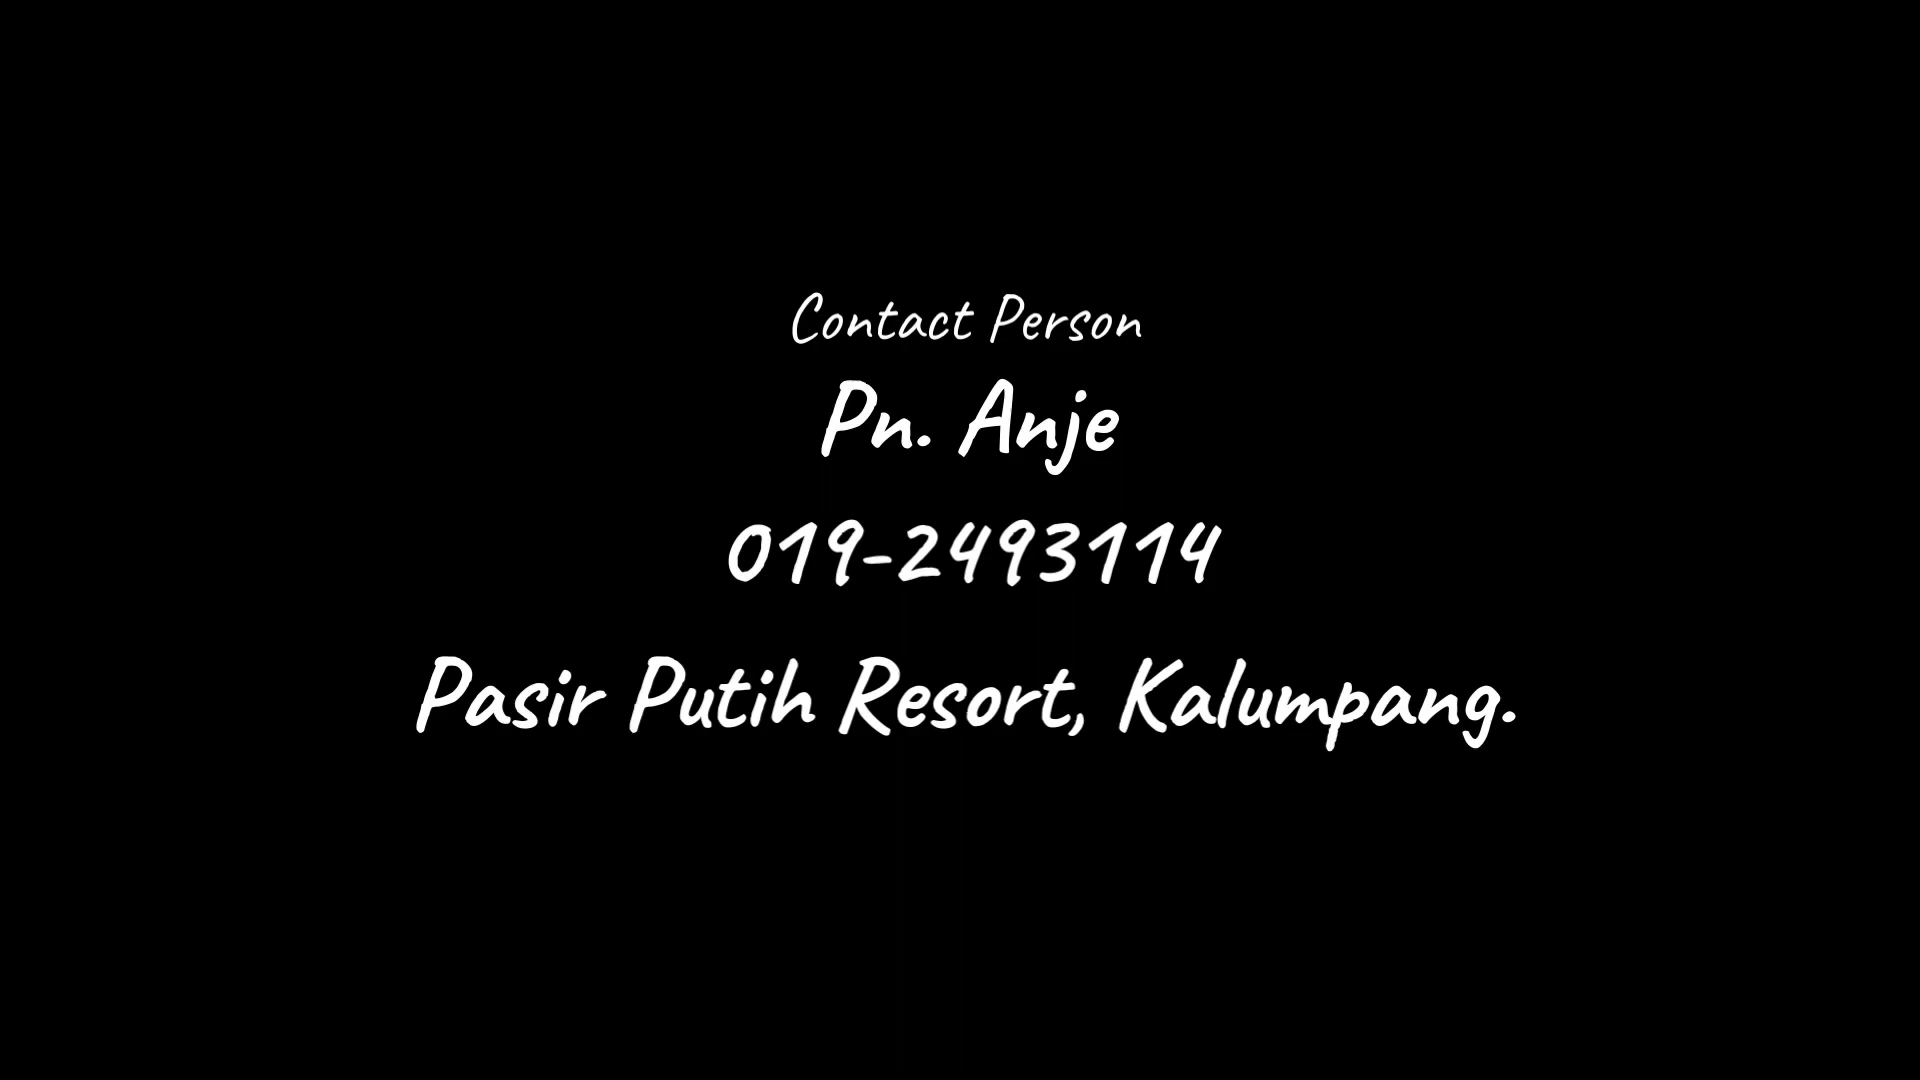 Contact Person
Pn. Anje
019-2493114
Pasir Putih Resort, Kalumpang.